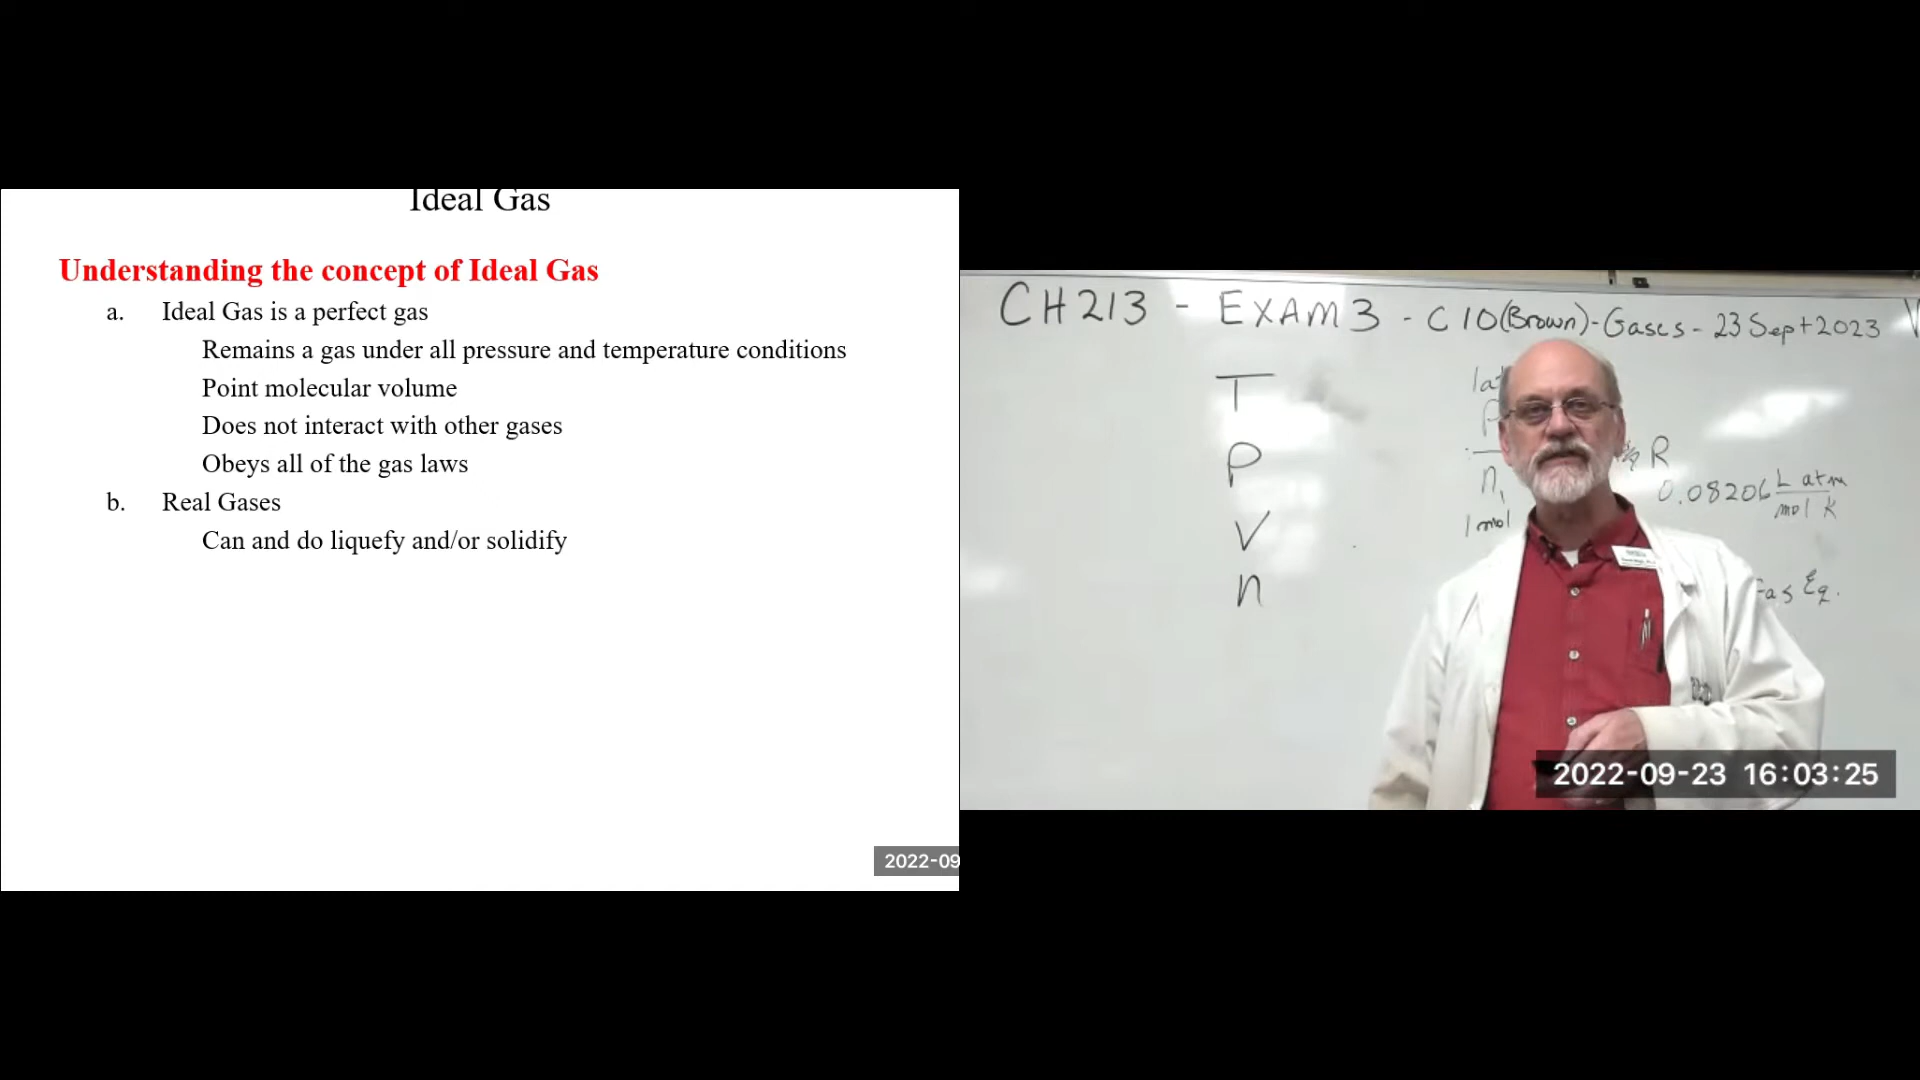 Ideal Gas
Understanding the concept of Ideal Gas
a. Ideal Gas is a perfect gas
Remains a gas under all pressure and temperature conditions
Point molecular volume
Does not interact with other gases
Obeys all of the gas laws
b. Real Gases
Can and do liquefy and/or solidify
2022-09
CH213 - EXAM 3 - C10(Brown)-Gases - 23 Sept 2023
T
P
V
n
R
0.08206 L atm
mol K
n,
1 mol
Eq.
2022-09-23 16:03:25